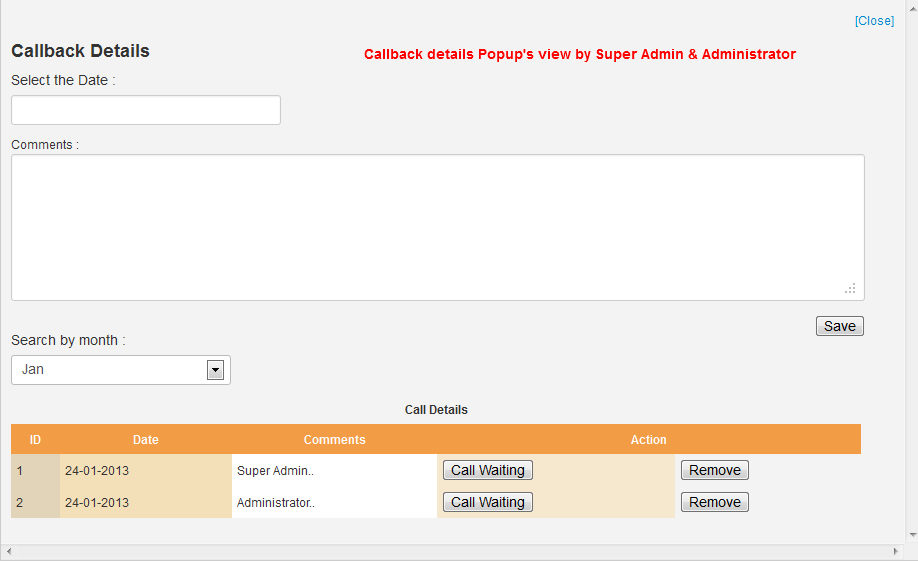 [Close]
Callback Details
Callback details Popup's view by Super Admin & Administrator
Select the Date :
Comments :
Save
Search by month :
Jan
Call Details
ID Date Comments Action
1 24-01-2013 Super Admin.. Call Waiting Remove
2 24-01-2013 Administrator.. Call Waiting Remove